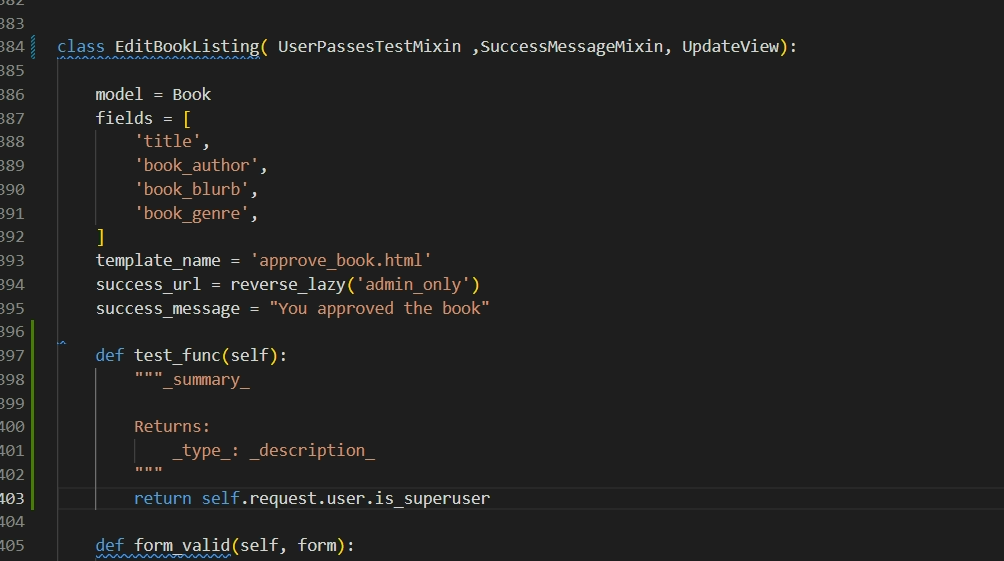 382
383
384 class EditBookListing( UserPassesTestMixin ,SuccessMessageMixin, UpdateView):
385
386     model = Book
387     fields = [
388         'title',
389         'book_author',
390         'book_blurb',
391         'book_genre',
392     ]
393     template_name = 'approve_book.html'
394     success_url = reverse_lazy('admin_only')
395     success_message = "You approved the book"
396
397     def test_func(self):
398         """_summary_
399
400         Returns:
401             _type_: _description_
402         """
403         return self.request.user.is_superuser
404
405     def form_valid(self, form):